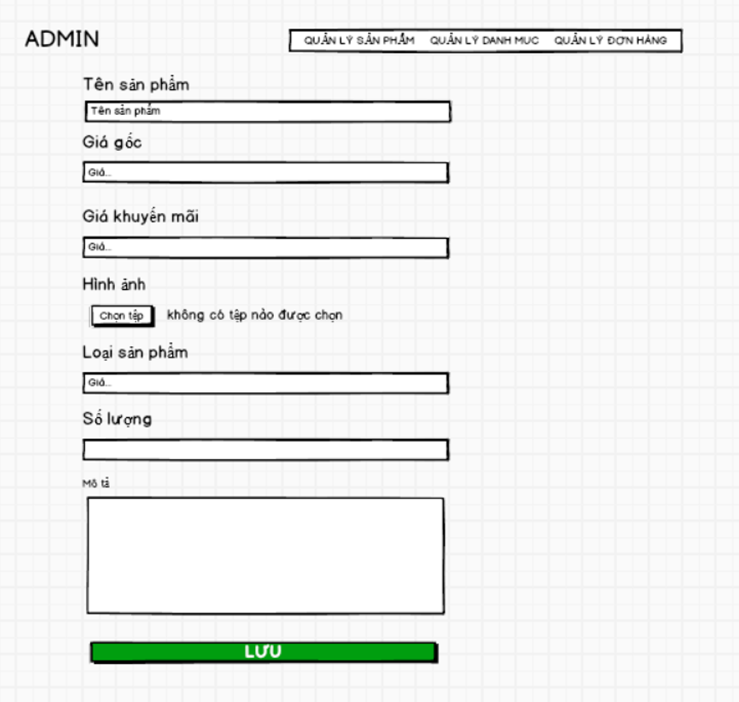 ADMIN
QUẢN LÝ SẢN PHẨM QUẢN LÝ DANH MỤC QUẢN LÝ ĐƠN HÀNG
Tên sản phẩm
Tên sản phẩm
Giá gốc
Giá...
Giá khuyến mãi
Giá...
Hình ảnh
Chọn tệp không có tệp nào được chọn
Loại sản phẩm
Giá...
Số lượng
Mô tả
LƯU